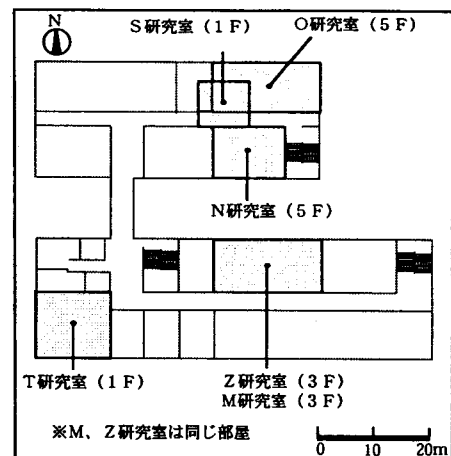 N
S研究室（1F） O研究室（5F）
N研究室（5F）
T研究室（1F） Z研究室（3F）
M研究室（3F）
※M、Z研究室は同じ部屋
0 10 20m